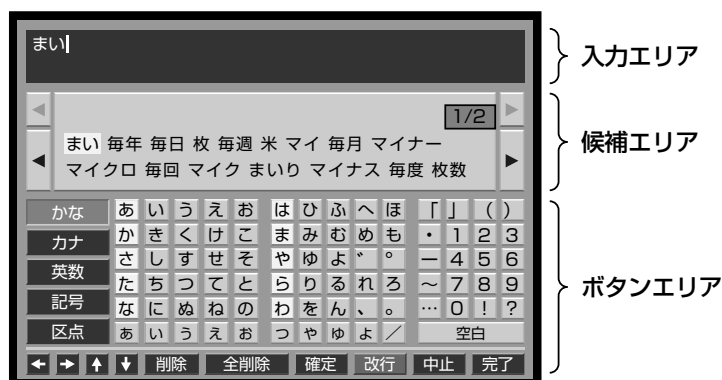 まい
入力エリア
◀ 1/2 ▶
まい 毎年 毎日 枚 毎週 米 マイ 毎月 マイナー
マイクロ 毎回 マイク まいり マイナス 毎度 枚数
◀ ▶
候補エリア
かな あ い う え お は ひ ふ へ ほ 「 」 ( )
カナ か き く け こ ま み む め も ・ 1 2 3
英数 さ し す せ そ や ゆ よ ゛ ゜ ー 4 5 6
記号 た ち つ て と ら り る れ ろ ~ 7 8 9
な に ぬ ね の わ を ん 、 。 … 0 ! ?
区点 ぁ ぃ ぅ ぇ ぉ っ ゃ ゅ ょ / 空白
← → ↑ ↓ 削除 全削除 確定 改行 中止 完了
ボタンエリア